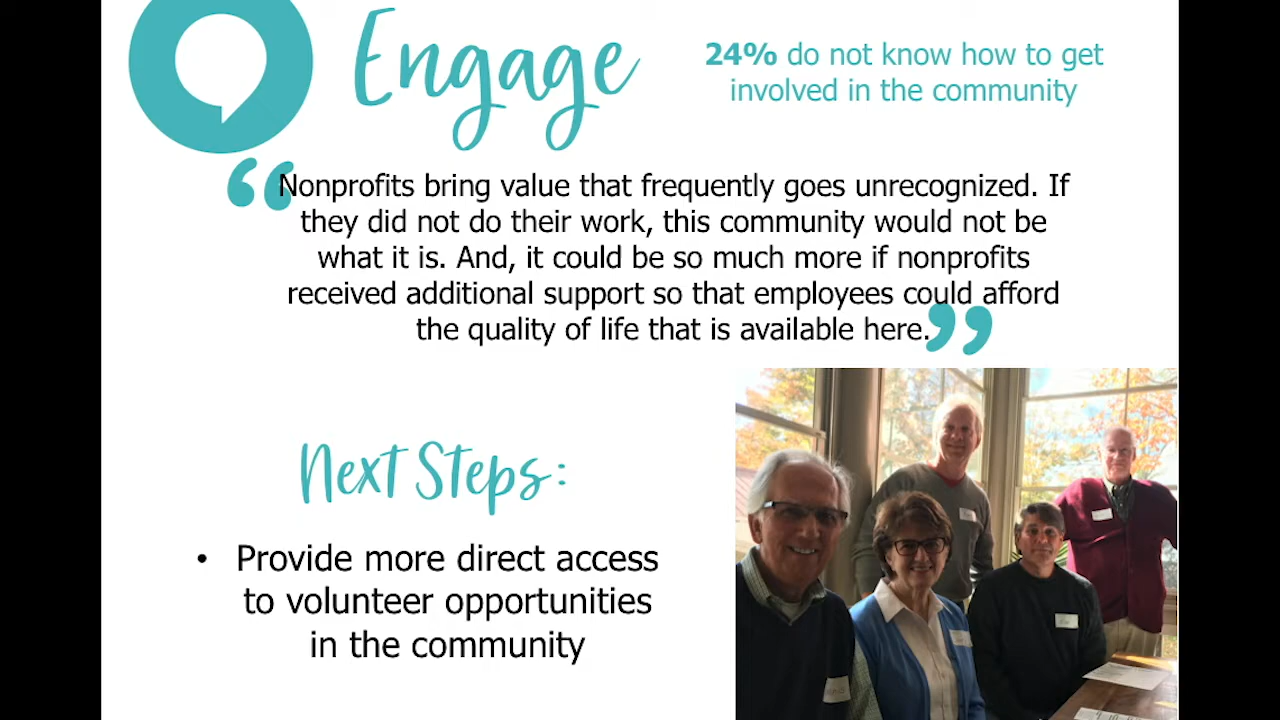 Engage
24% do not know how to get
involved in the community
“Nonprofits bring value that frequently goes unrecognized. If
they did not do their work, this community would not be
what it is. And, it could be so much more if nonprofits
received additional support so that employees could afford
the quality of life that is available here.”
Next Steps:
• Provide more direct access
to volunteer opportunities
in the community